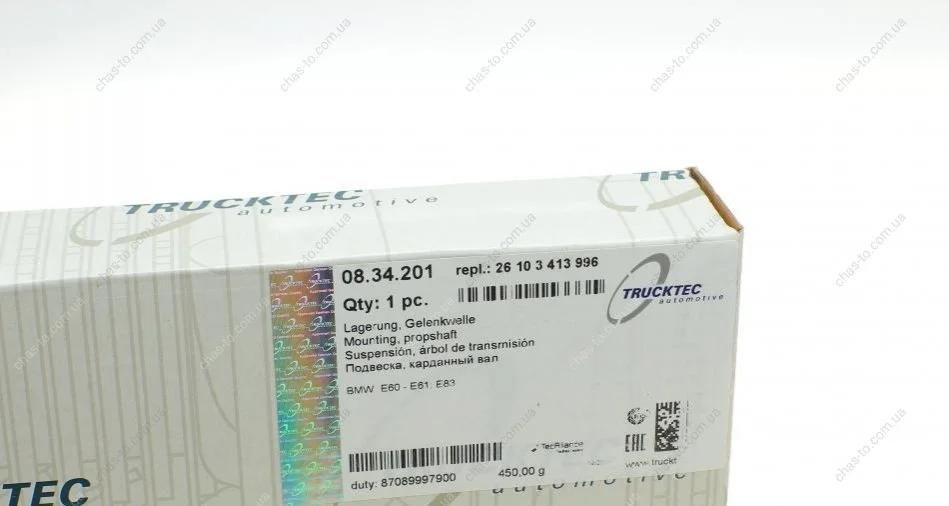 TRUCKTEC
automotive
TR
08.34.201
repl.: 26 10 3 413 996
Qty: 1 pc.
TRUCKTEC
automotive
Lagerung, Gelenkwelle
Mounting, propshaft
Suspensión, árbol de transmisión
Подвеска, карданный вал
BMW E60 - E61, E83
TecAlliance
EAC
www.truckt
duty: 87089997900
450,00 g
TEC
automotive
chas-to.com.ua